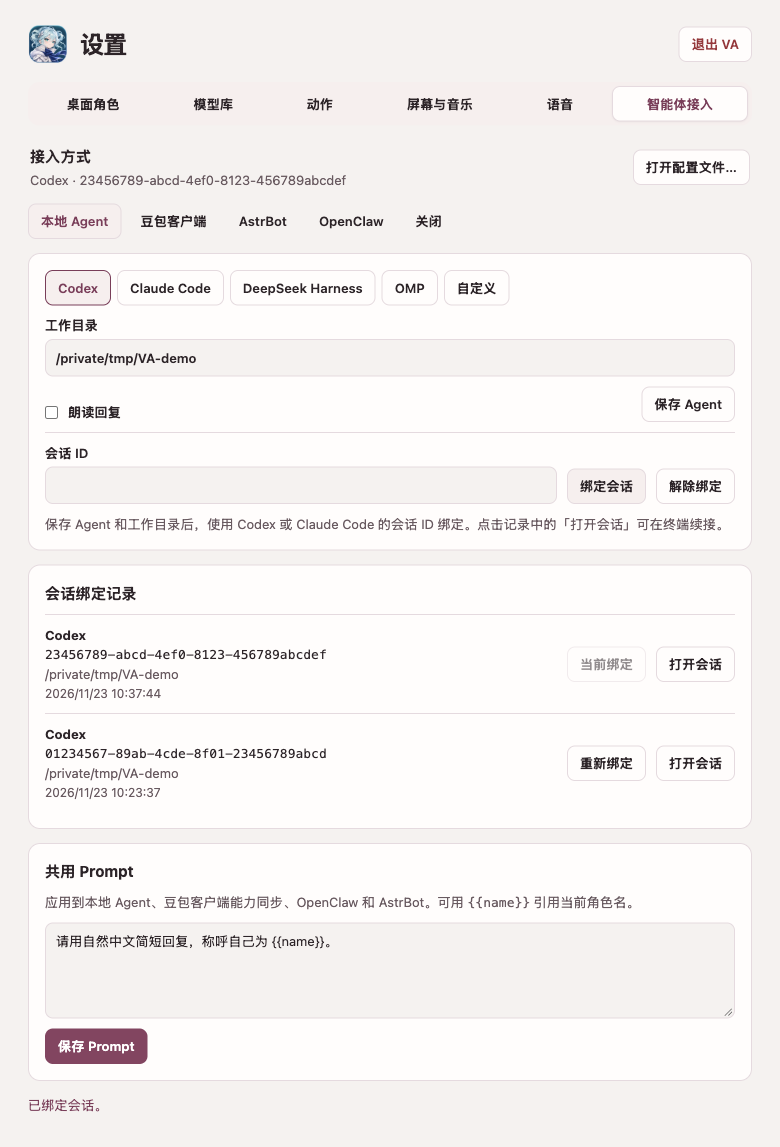 设置
退出 VA
桌面角色 模型库 动作 屏幕与音乐 语音 智能体接入
接入方式
Codex · 23456789-abcd-4ef0-8123-456789abcdef
打开配置文件...
本地 Agent 豆包客户端 AstrBot OpenClaw 关闭
Codex Claude Code DeepSeek Harness OMP 自定义
工作目录
/private/tmp/VA-demo
朗读回复
保存 Agent
会话 ID
绑定会话 解除绑定
保存 Agent 和工作目录后，使用 Codex 或 Claude Code 的会话 ID 绑定。点击记录中的「打开会话」可在终端续接。
会话绑定记录
Codex
23456789-abcd-4ef0-8123-456789abcdef
/private/tmp/VA-demo
2026/11/23 10:37:44
当前绑定 打开会话
Codex
01234567-89ab-4cde-8f01-23456789abcd
/private/tmp/VA-demo
2026/11/23 10:23:37
重新绑定 打开会话
共用 Prompt
应用到本地 Agent、豆包客户端能力同步、OpenClaw 和 AstrBot。可用 {{name}} 引用当前角色名。
请用自然中文简短回复，称呼自己为 {{name}}。
保存 Prompt
已绑定会话。